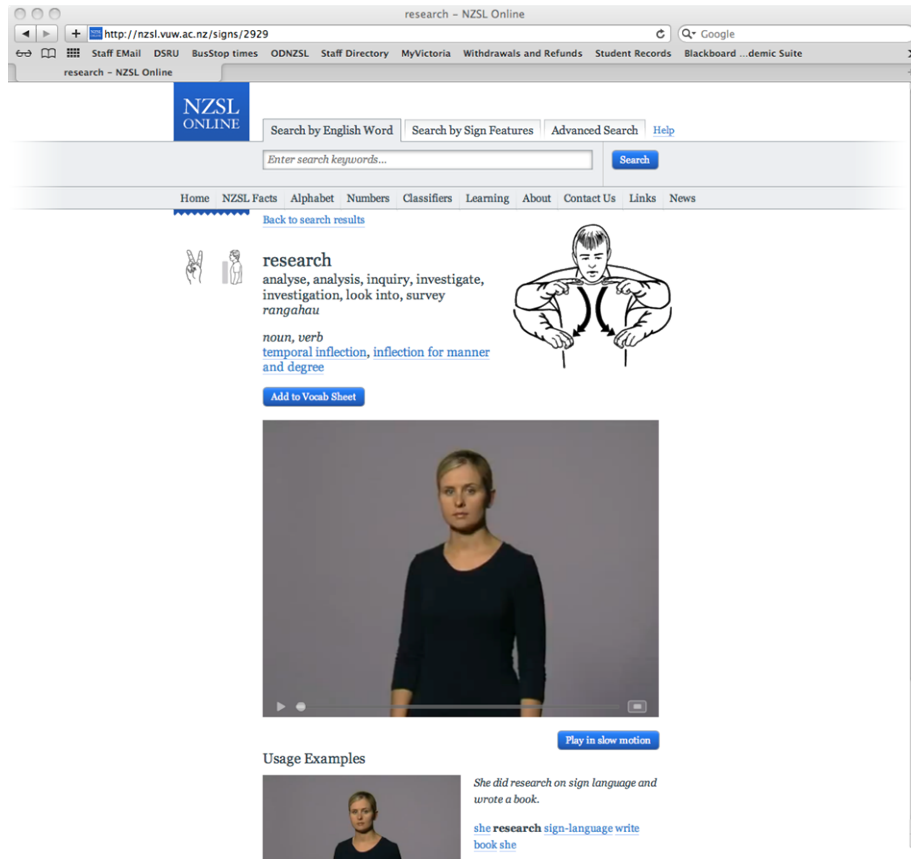 research – NZSL Online
http://nzsl.vuw.ac.nz/signs/2929
Google
Staff EMail DSRU BusStop times ODNZSL Staff Directory MyVictoria Withdrawals and Refunds Student Records Blackboard ...demic Suite
research – NZSL Online
NZSL
ONLINE
Search by English Word Search by Sign Features Advanced Search Help
Enter search keywords... Search
Home NZSL Facts Alphabet Numbers Classifiers Learning About Contact Us Links News
Back to search results
research
analyse, analysis, inquiry, investigate,
investigation, look into, survey
rangahau
noun, verb
temporal inflection, inflection for manner
and degree
Add to Vocab Sheet
Play in slow motion
Usage Examples
She did research on sign language and
wrote a book.
she research sign-language write
book she